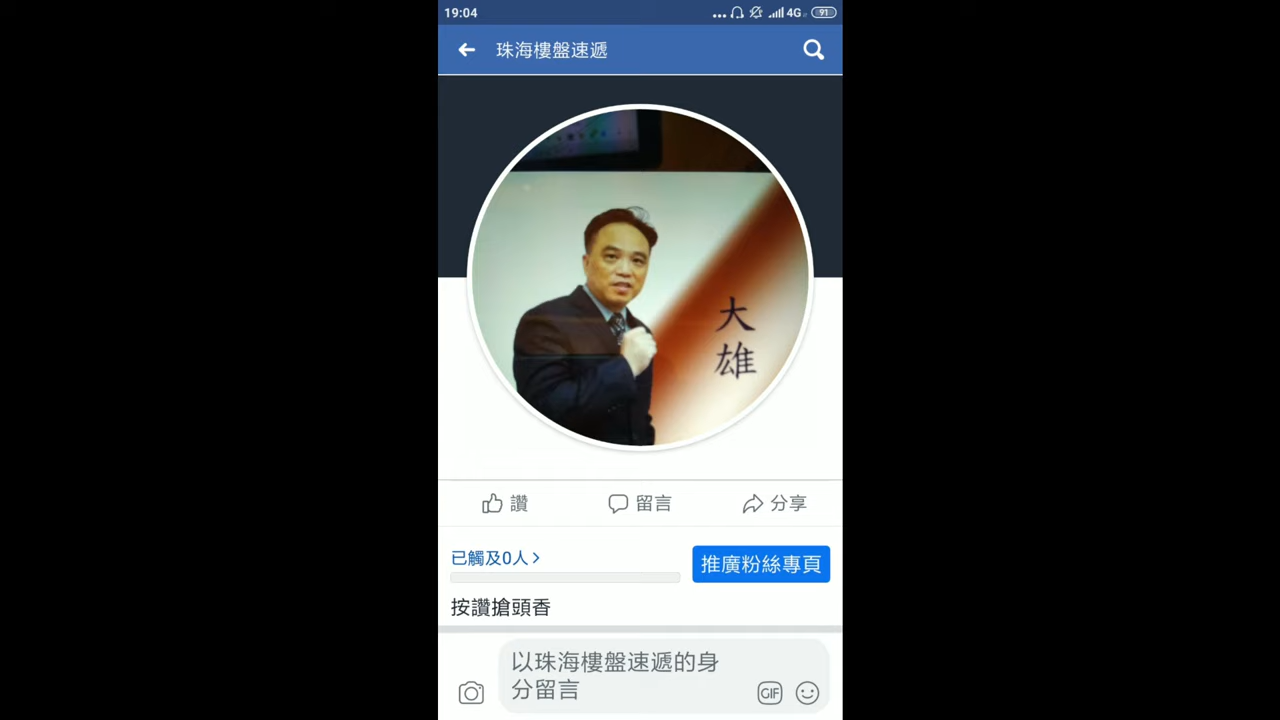 19:04
4G 91
珠海樓盤速遞
大
雄
讚 留言 分享
已觸及0人
推廣粉絲專頁
按讚搶頭香
以珠海樓盤速遞的身
分留言
GIF